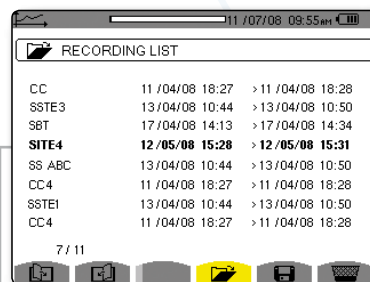 11 /07/08 09:55AM
RECORDING LIST
CC 11 /04/08 18:27 >11 /04/08 18:28
SSTE3 13/04/08 10:44 >13/04/08 10:50
SBT 17/04/08 14:13 >17/04/08 14:34
SITE4 12/05/08 15:28 >12/05/08 15:31
SS ABC 13/04/08 10:44 >13/04/08 10:50
CC4 11 /04/08 18:27 >11 /04/08 18:28
SSTE1 13/04/08 10:44 >13/04/08 10:50
CC4 11 /04/08 18:27 >11 /04/08 18:28
7/ 11